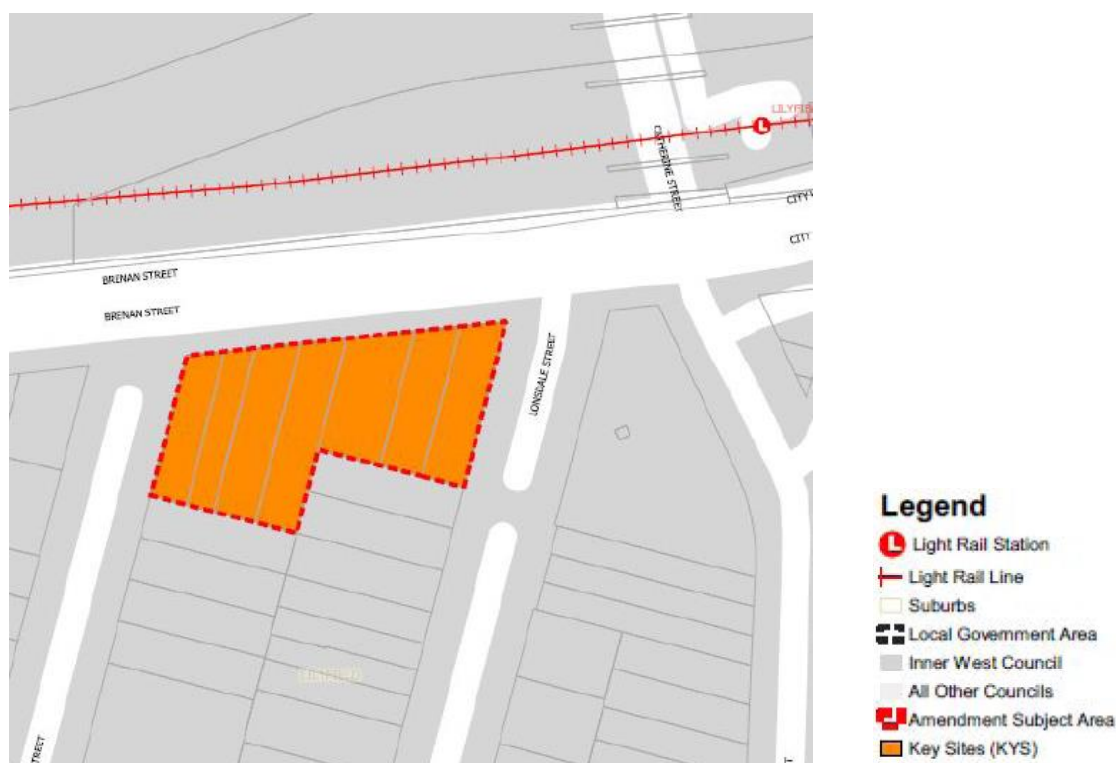 CATHERINE STREET
CITY
CITY
BRENAN STREET
BRENAN STREET
LONSDALE STREET
STREET
Legend
Light Rail Station
Light Rail Line
Suburbs
Local Government Area
Inner West Council
All Other Councils
Amendment Subject Area
Key Sites (KYS)